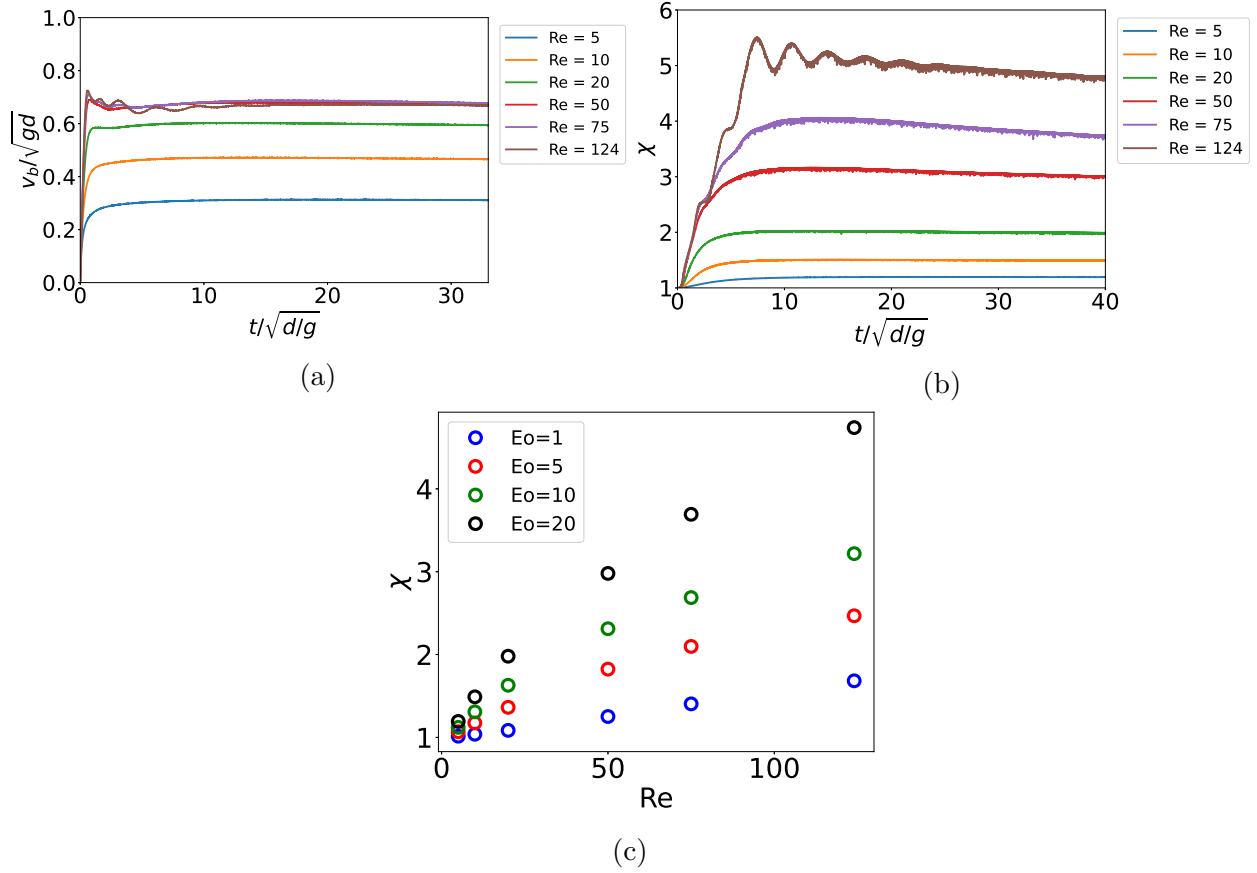 1.0
0.8
0.6
0.4
0.2
0.0
v_b/√gd
0
10
20
30
t/√d/g
Re = 5
Re = 10
Re = 20
Re = 50
Re = 75
Re = 124
(a)
6
5
4
3
2
1
χ
0
10
20
30
40
t/√d/g
Re = 5
Re = 10
Re = 20
Re = 50
Re = 75
Re = 124
(b)
Eo=1
Eo=5
Eo=10
Eo=20
4
3
2
1
χ
0
50
100
Re
(c)